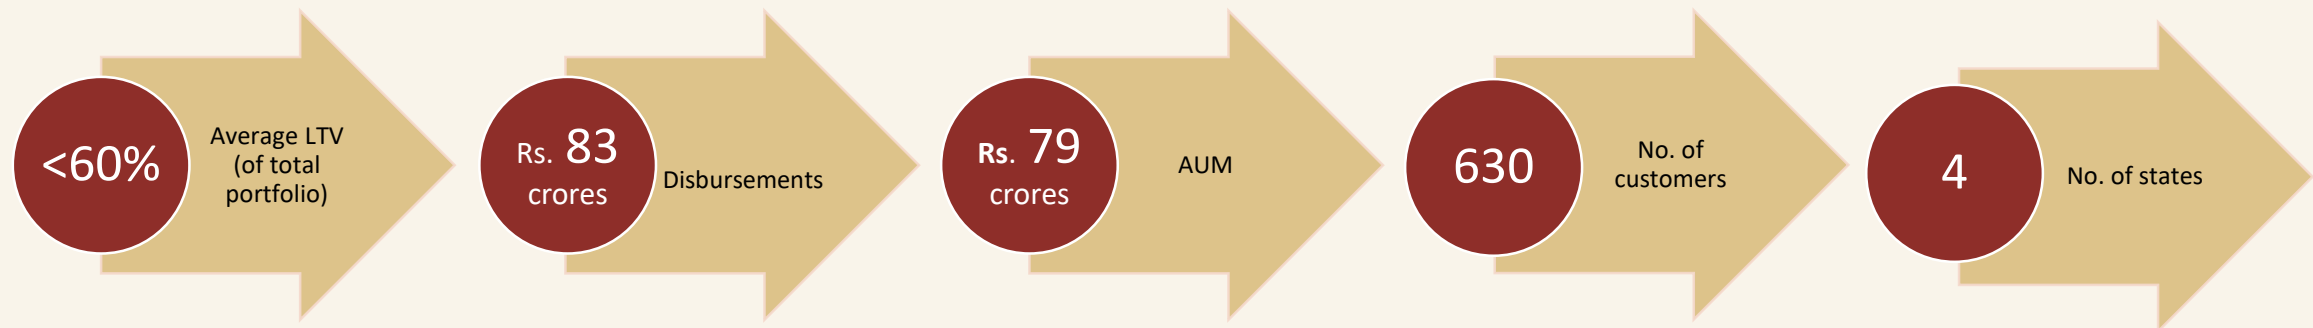 <60%
Average LTV
(of total
portfolio)
Rs. 83
crores
Disbursements
Rs. 79
crores
AUM
630
No. of
customers
4
No. of states